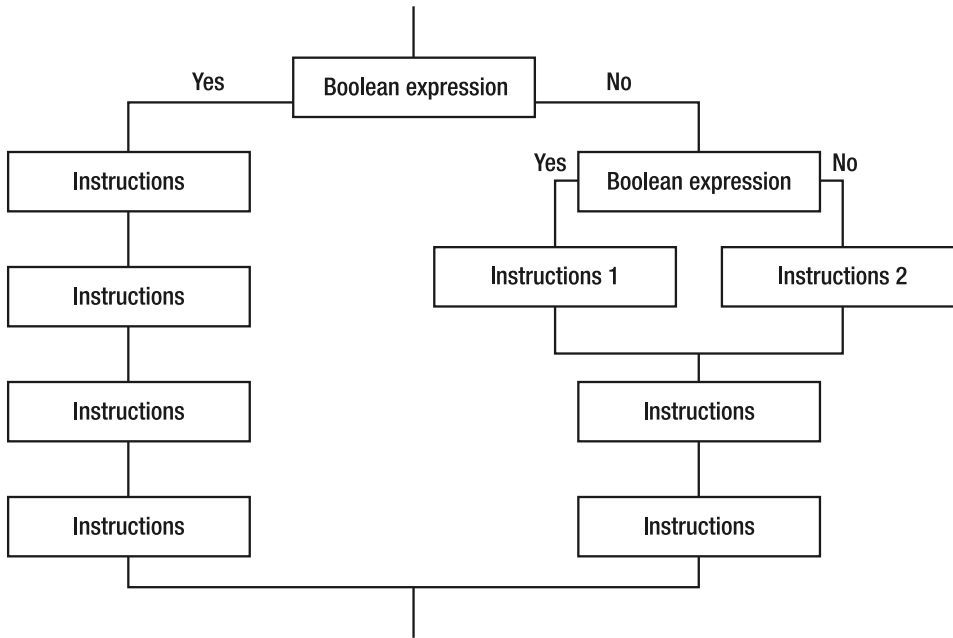 Yes
Boolean expression
No
Instructions
Yes
Boolean expression
No
Instructions
Instructions 1
Instructions 2
Instructions
Instructions
Instructions
Instructions